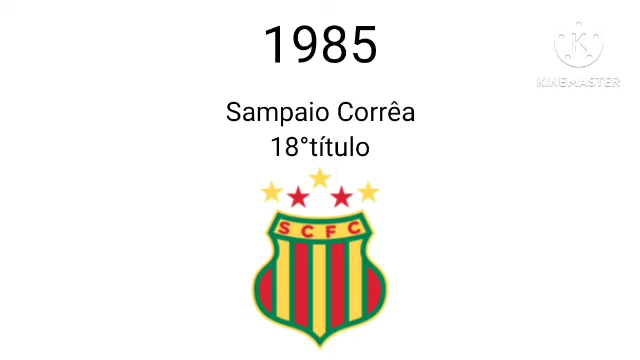 1985
K
KINEMASTER
Sampaio Corrêa
18°título
SCFC